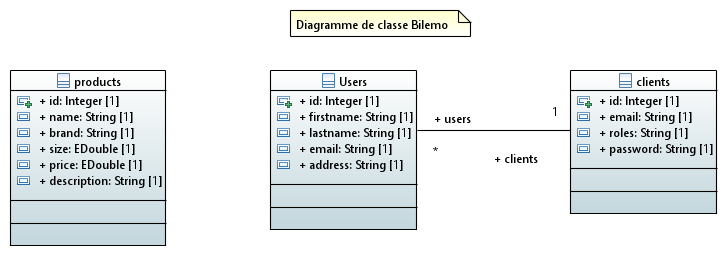 Diagramme de classe Bilemo
products
+ id: Integer [1]
+ name: String [1]
+ brand: String [1]
+ size: EDouble [1]
+ price: EDouble [1]
+ description: String [1]
Users
+ id: Integer [1]
+ firstname: String [1]
+ lastname: String [1]
+ email: String [1]
+ address: String [1]
+ users
*
1
+ clients
clients
+ id: Integer [1]
+ email: String [1]
+ roles: String [1]
+ password: String [1]